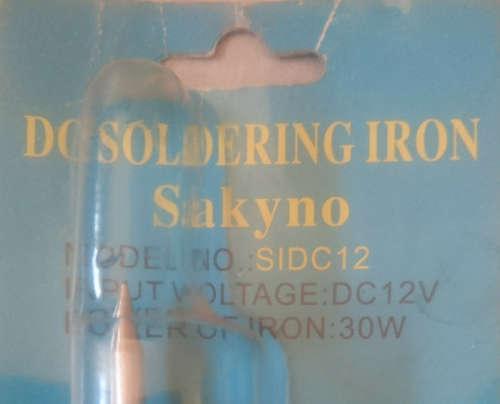 DC SOLDERING IRON
Sakyno
MODEL NO.:SIDC12
INPUT VOLTAGE:DC12V
POWER OF IRON:30W